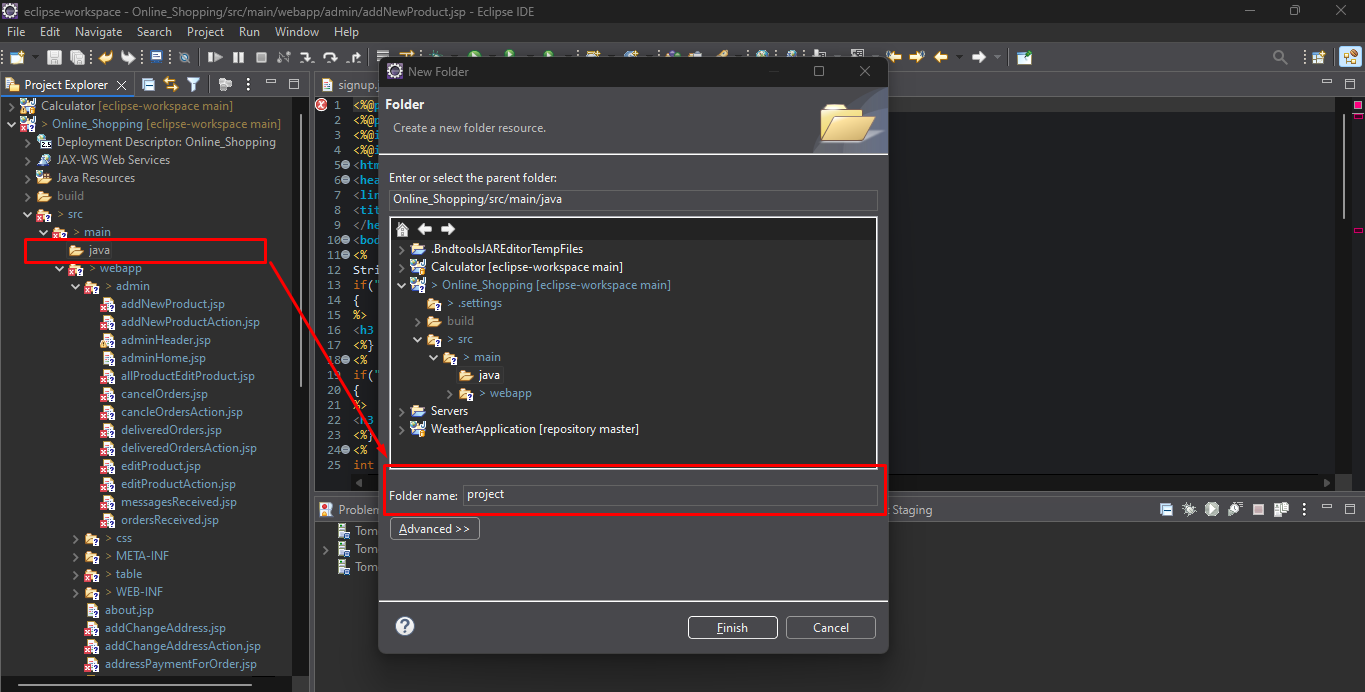 eclipse-workspace - Online_Shopping/src/main/webapp/admin/addNewProduct.jsp - Eclipse IDE
File Edit Navigate Search Project Run Window Help
Project Explorer
Calculator [eclipse-workspace main]
> Online_Shopping [eclipse-workspace main]
Deployment Descriptor: Online_Shopping
JAX-WS Web Services
Java Resources
build
> src
> main
java
> webapp
> admin
addNewProduct.jsp
addNewProductAction.jsp
adminHeader.jsp
adminHome.jsp
allProductEditProduct.jsp
cancelOrders.jsp
cancleOrdersAction.jsp
deliveredOrders.jsp
deliveredOrdersAction.jsp
editProduct.jsp
editProductAction.jsp
messagesReceived.jsp
ordersReceived.jsp
> css
> META-INF
> table
> WEB-INF
about.jsp
addChangeAddress.jsp
addChangeAddressAction.jsp
addressPaymentForOrder.jsp
signup.
1 <%@p
2 <%@p
3 <%@i
4 <%@i
5 <htm
6 <hea
7 <lin
8 <tit
9 </he
10 <bod
11 <%
12 Stri
13 if("
14 {
15 %>
16 <h3
17 <%}
18 <%
19 if("
20 {
21 %>
22 <h3
23 <%}
24 <%
25 int
New Folder
Folder
Create a new folder resource.
Enter or select the parent folder:
Online_Shopping/src/main/java
.BndtoolsJAREditorTempFiles
Calculator [eclipse-workspace main]
> Online_Shopping [eclipse-workspace main]
> .settings
build
> src
> main
java
> webapp
Servers
WeatherApplication [repository master]
Folder name: project
Advanced >>
Finish Cancel
Problem
Staging
Tom
Tom
Tom